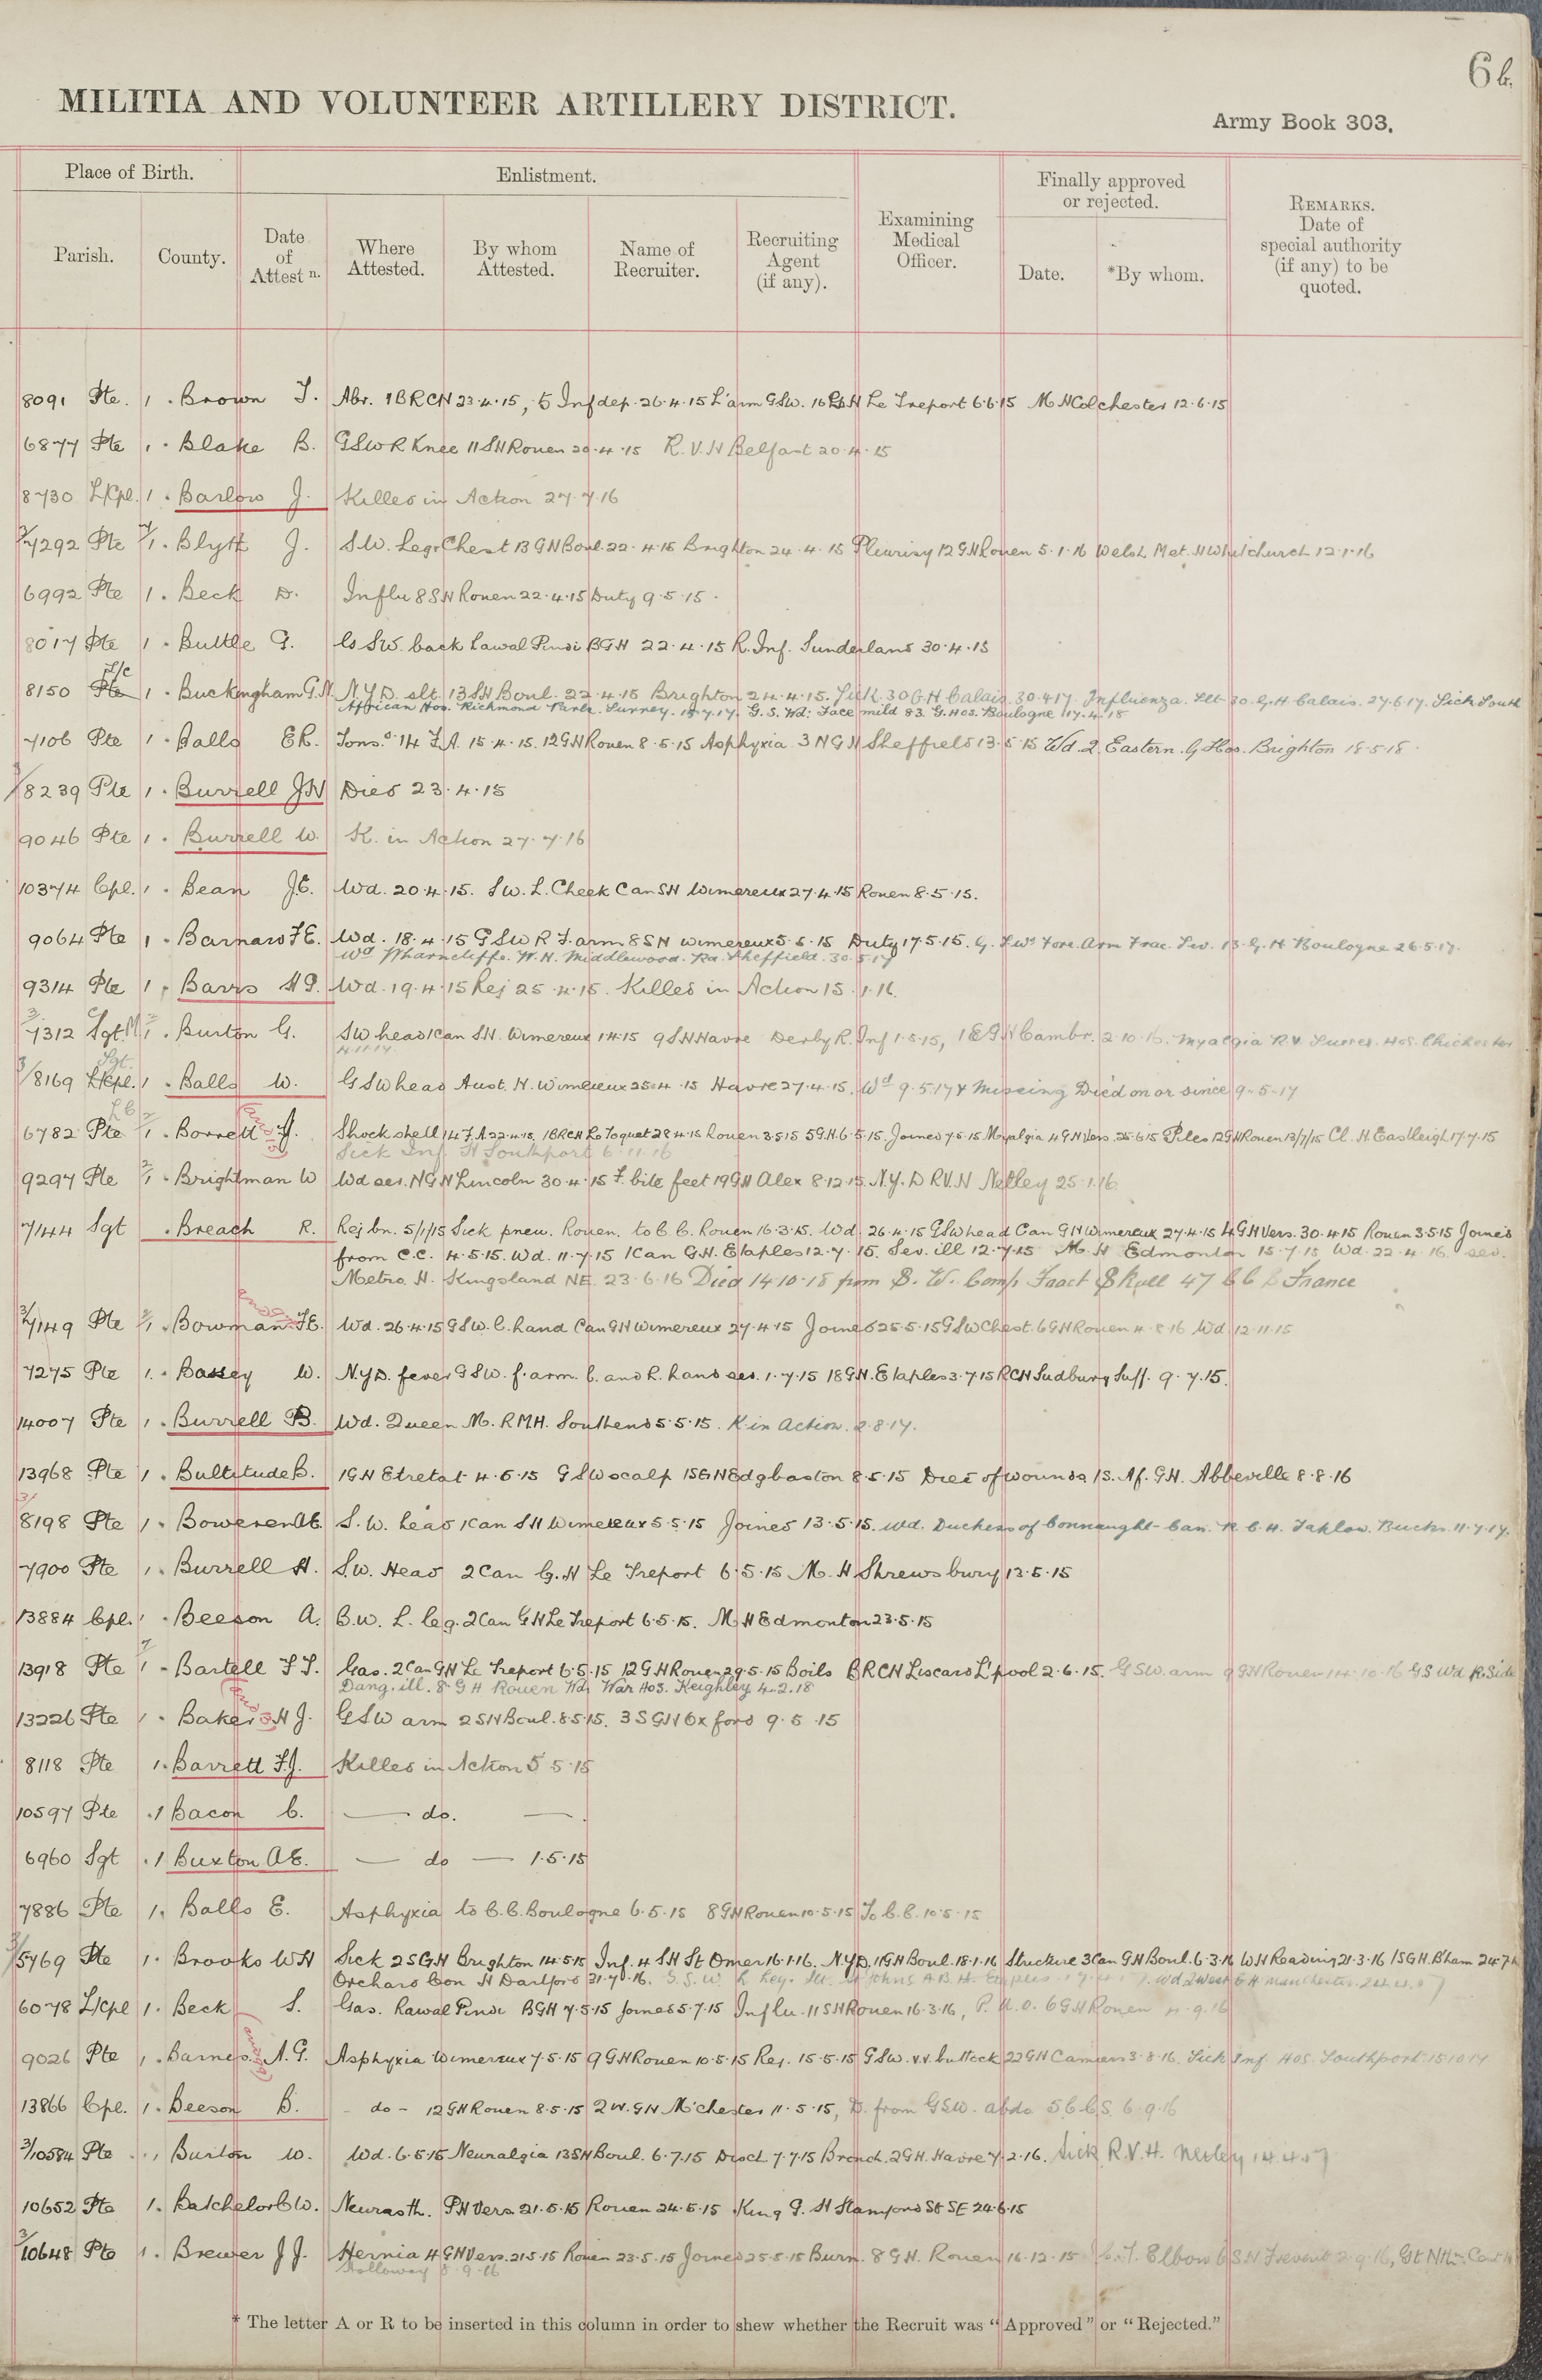 6b.
MILITIA AND VOLUNTEER ARTILLERY DISTRICT.
Army Book 303.
Place of Birth. Enlistment. Examining Medical Officer. Finally approved or rejected. REMARKS. Date of special authority (if any) to be quoted.
Parish. County. Date of Attestn. Where Attested. By whom Attested. Name of Recruiter. Recruiting Agent (if any). Date. *By whom.
8091 Pte. 1 . Brown T. Abr. 1BRCH 23.4.15, 5 Inf dep. 26.4.15 L'arm GSW. 16 H Le Treport 6.6.15 M H Colchester 12.6.15
6877 Pte 1 . Blake B. GSW R Knee 11SH Rouen 20.4.15 R.V.H Belfast 20.4.15
8730 L/Cpl. 1 . Barlow J. Killed in Action 27.7.16
3/7292 Pte 7/1 . Blyth J. S.W. Legr Chest 13GH Boul. 22.4.15 Brighton 24.4.15 Pleurisy 12GH Rouen 5.1.16 Welsh Met. H Whitchurch 12.1.16
6992 Pte 1 . Beck D. Influ 8SH Rouen 22.4.15 Duty 9.5.15.
8017 Pte 1 . Buttle G. G SW. back Rawal Pindi BGH 22.4.15 R. Inf. Sunderland 30.4.15
L/c
8150 Pte 1 . Buckingham G.N. N.Y.D. slt. 13SH Boul. 22.4.15 Brighton 24.4.15. Sick. 30GH Calais 30.4.17. Influenza. Slt. 30.G.H Calais. 27.6.17. Sick South
African Hos. Richmond Park. Surrey. 15.7.17. G.S.Wd: Face mild 83.G.Hos. Boulogne 17.4.18
7106 Pte 1 . Balls E R. Tons. 14 F.A. 15.4.15. 12GH Rouen 8.5.15 Asphyxia 3NGH Sheffield 13.5.15 Wd. 2. Eastern. G Hos. Brighton 18.5.18.
3/8239 Pte 1 . Burrell JH Died 23.4.15
9046 Pte 1 . Burrell W. K. in Action 27.7.16
10374 Cpl. 1 . Bean J.C. Wd. 20.4.15. SW. L. Cheek Can SH Wimereux 27.4.15 Rouen 8.5.15.
9064 Pte 1 . Barnard F E. Wd. 18.4.15 GSW R F.arm 8SH Wimereux 5.5.15 Duty 17.5.15. G.S.W. Fore. Arm Frac. Sev. 13.G.H Boulogne 26.5.17.
Wd Wharncliffe. W.H. Middlewood. Rd. Sheffield. 30.5.17
9314 Pte 1 . Barrs H G. Wd. 19.4.15 Rej 25.4.15. Killed in Action 15.1.16.
3/7312 Sgt. 1 . Burton G. SW head 1Can SH. Wimereux 1.4.15 9SH Havre Derby R. Inf 1.5.15, 1EGH Cambr. 2.10.16. Myalgia R.V. Sussex. Hos. Chichester
4.11.17.
Sgt.
3/8169 L/Cpl. 1 . Balls W. GSW head Aust. H. Wimereux 25.4.15 Havre 27.4.15. Wd 9.5.17 & Missing Died on or since 9-5-17
L C
6782 Pte 2/1 . Borrett J. Shock shell 14 F.A 22.4.15. 1BRCH Le Toquet 28.4.15 Rouen 3.5.15 5G.H. 6.5.15. Joined 7.5.15 Myalgia 4GH Vers. 25.6.15 Piles 12GH Rouen 13/7/15 Cl. H. Eastleigh 17.7.15
Sick Inf H Southport 6.11.16
9297 Pte 2/1 . Brightman W Wd ser. NGH Lincoln 30.4.15 F. bite feet 19GH Alex 8.12.15. N.Y.D RV.H Netley 25.1.16.
7144 Sgt . Breach R. Rej bn. 5/1/15 Sick pneu. Rouen. to C.C. Rouen 16.3.15. Wd. 26.4.15 GSW head Can GH Wimereux 27.4.15 4GH Vers. 30.4.15 Rouen 3.5.15 Joined
from C.C. 4.5.15. Wd. 11.7.15 1Can G.H. Etaples 12.7.15. Sev. ill 12.7.15 M.H Edmonton 15.7.15 Wd. 22.4.16. sev.
Metro. H. Kingsland NE. 23.6.16 Died 14.10.18 from S.W. Comp. Fract Skull 47 CCS France
3/7149 Pte 2/1 . Bowman F E. Wd. 26.4.15 GSW. L. hand Can GH Wimereux 27.4.15 Joined 25.5.15 GSW Chest. 6GH Rouen 4.8.16 Wd. 12.11.15
7275 Pte 1 . Bassey W. N.Y.D. fever GSW. f.arm. L. and R. hand ser. 1.7.15 18GH. Etaples 3.7.15 RCH Sudbury Suff. 9.7.15.
14007 Pte 1 . Burrell B. Wd. Queen M. RMH. Southend 5.5.15. K. in Action. 2.8.17.
13968 Pte 1 . Bultitude B. 1GH Etretat 4.5.15 GSW scalp 1SGH Edgbaston 8.5.15 Died of wounds 1S. Af. G.H. Abbeville 8.8.16
3/8198 Pte 1 . Bowerer AE S.W. head 1Can SH Wimereux 5.5.15 Joined 13.5.15. Wd. Duchess of Connaught Can. R.C.H. Taplow. Bucks. 11.7.17.
7900 Pte 1 . Burrell H. S.W. Head 2Can G.H Le Treport 6.5.15 M.H Shrewsbury 13.5.15
13884 Cpl. 1 . Beeson A. B.W. L. leg. 2Can GH Le Treport 6.5.15. M H Edmonton 23.5.15
13918 Pte 2/1 . Bartell F T. Gas. 2Can GH Le Treport 6.5.15 12GH Rouen 29.5.15 Boils BRCH Liscard L'pool 2.6.15. GSW. arm 9GH Rouen 14.10.16 GS Wd R. Side
Dang. ill. 8 GH Rouen Wd. War Hos. Keighley 4.2.18
13226 Pte 1 . Baker H J. GSW arm 2SH Boul. 8.5.15. 3SGH Oxford 9.5.15
8118 Pte 1 . Barrett F.J. Killed in Action 5.5.15
10597 Pte . 1 Bacon C. — do. — .
6960 Sgt . 1 Buxton AE. — do — 1.5.15
7886 Pte 1 . Balls E. Asphyxia to C.C. Boulogne 6.5.15 8GH Rouen 10.5.15 To C.C. 10.5.15
3/5769 Pte 1 . Brooks WH Sick 2SGH Brighton 14.5.15 Inf. 4 SH St Omer 16.1.16. N.Y.D. 11GH Boul. 18.1.16 Stricture 3Can GH Boul. 6.3.16 WH Reading 21.3.16 1SGH B'ham 24.7
Orchard Con H Dartford 21.7.16. G.S.W. R Leg. Slt. St Johns A.B.H. Etaples Wd 2 West G H Manchester. 24.4.17
6078 L/Cpl 1 . Beck S. Gas. Rawal Pindi BGH 7.5.15 Joined 5.7.15 Influ. 11SH Rouen 16.3.16, P.U.O. 6GH Rouen 4.9.16
9026 Pte 1 . Barnes A.G. Asphyxia Wimereux 7.5.15 9GH Rouen 10.5.15 Rej. 15.5.15 GSW. buttock 22GH Camiers 3.8.16. Sick Inf Hos. Southport 15.10.17
13866 Cpl. 1 . Beeson B. - do - 12GH Rouen 8.5.15 2W.GH M'chester 11.5.15, D. from GSW. abdo 5CCS. 6.9.16
3/10584 Pte 1 Burton W. Wd. 6.5.15 Neuralgia 13SH Boul. 6.7.15 Disch 7.7.15 Bronch. 2GH. Havre 7.2.16. Sick R.V.H. Netley 14.4.17
10652 Pte 1 . Batchelor C W. Neurasth. PH Vers. 21.5.15 Rouen 24.5.15 King G. H Stamford St SE 24.6.15
3/10648 Pte 1 . Brewer J J. Hernia 4GH Vers. 21.5.15 Rouen 23.5.15 Joined 25.5.15 Burn. 8G.H. Rouen 16.12.15 Elbow 6SH Frevent 2.9.16, Gt Nthn Cent H
Holloway 8.9.16
* The letter A or R to be inserted in this column in order to shew whether the Recruit was “Approved” or “Rejected.”